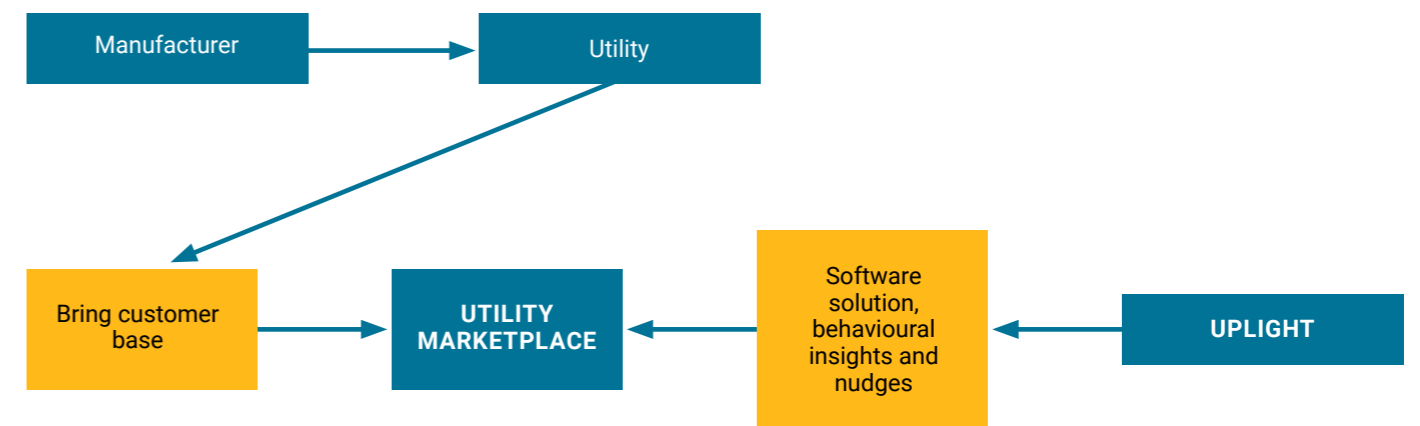 Manufacturer
Utility
Bring customer
base
UTILITY
MARKETPLACE
Software
solution,
behavioural
insights and
nudges
UPLIGHT